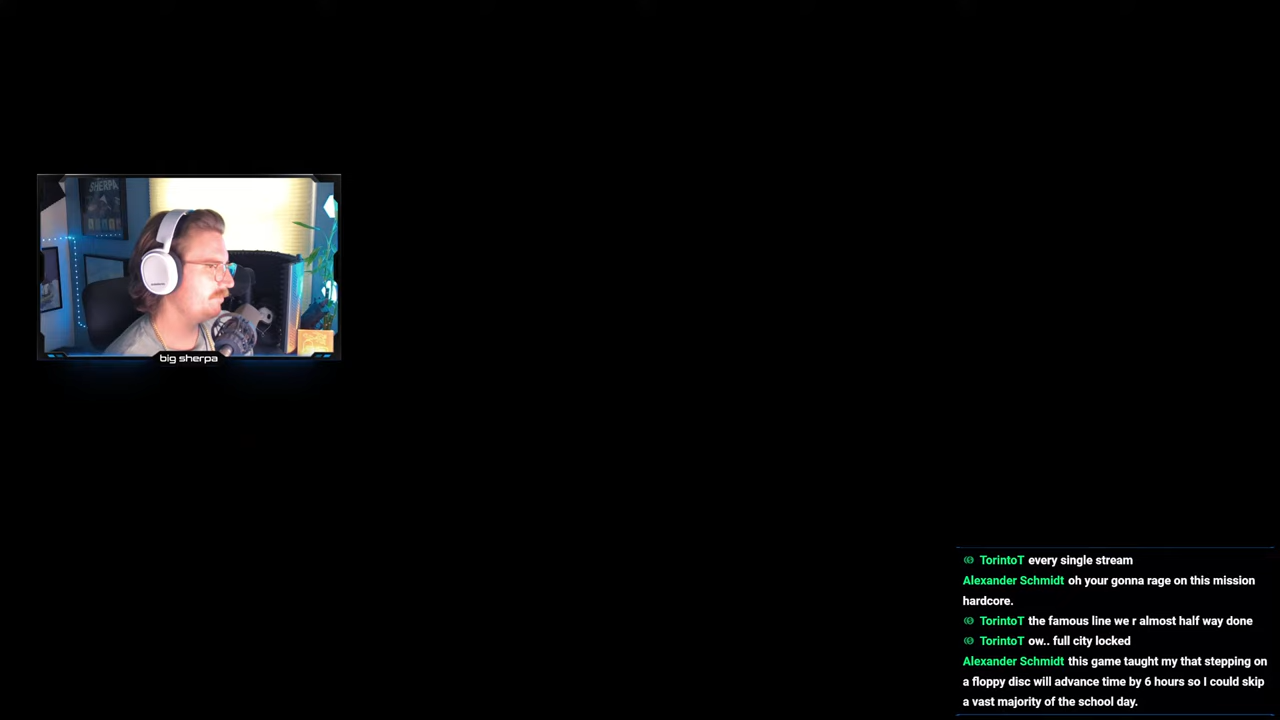 SHERPA
big sherpa
TorintoT every single stream
Alexander Schmidt oh your gonna rage on this mission
hardcore.
TorintoT the famous line we r almost half way done
TorintoT ow.. full city locked
Alexander Schmidt this game taught my that stepping on
a floppy disc will advance time by 6 hours so I could skip
a vast majority of the school day.